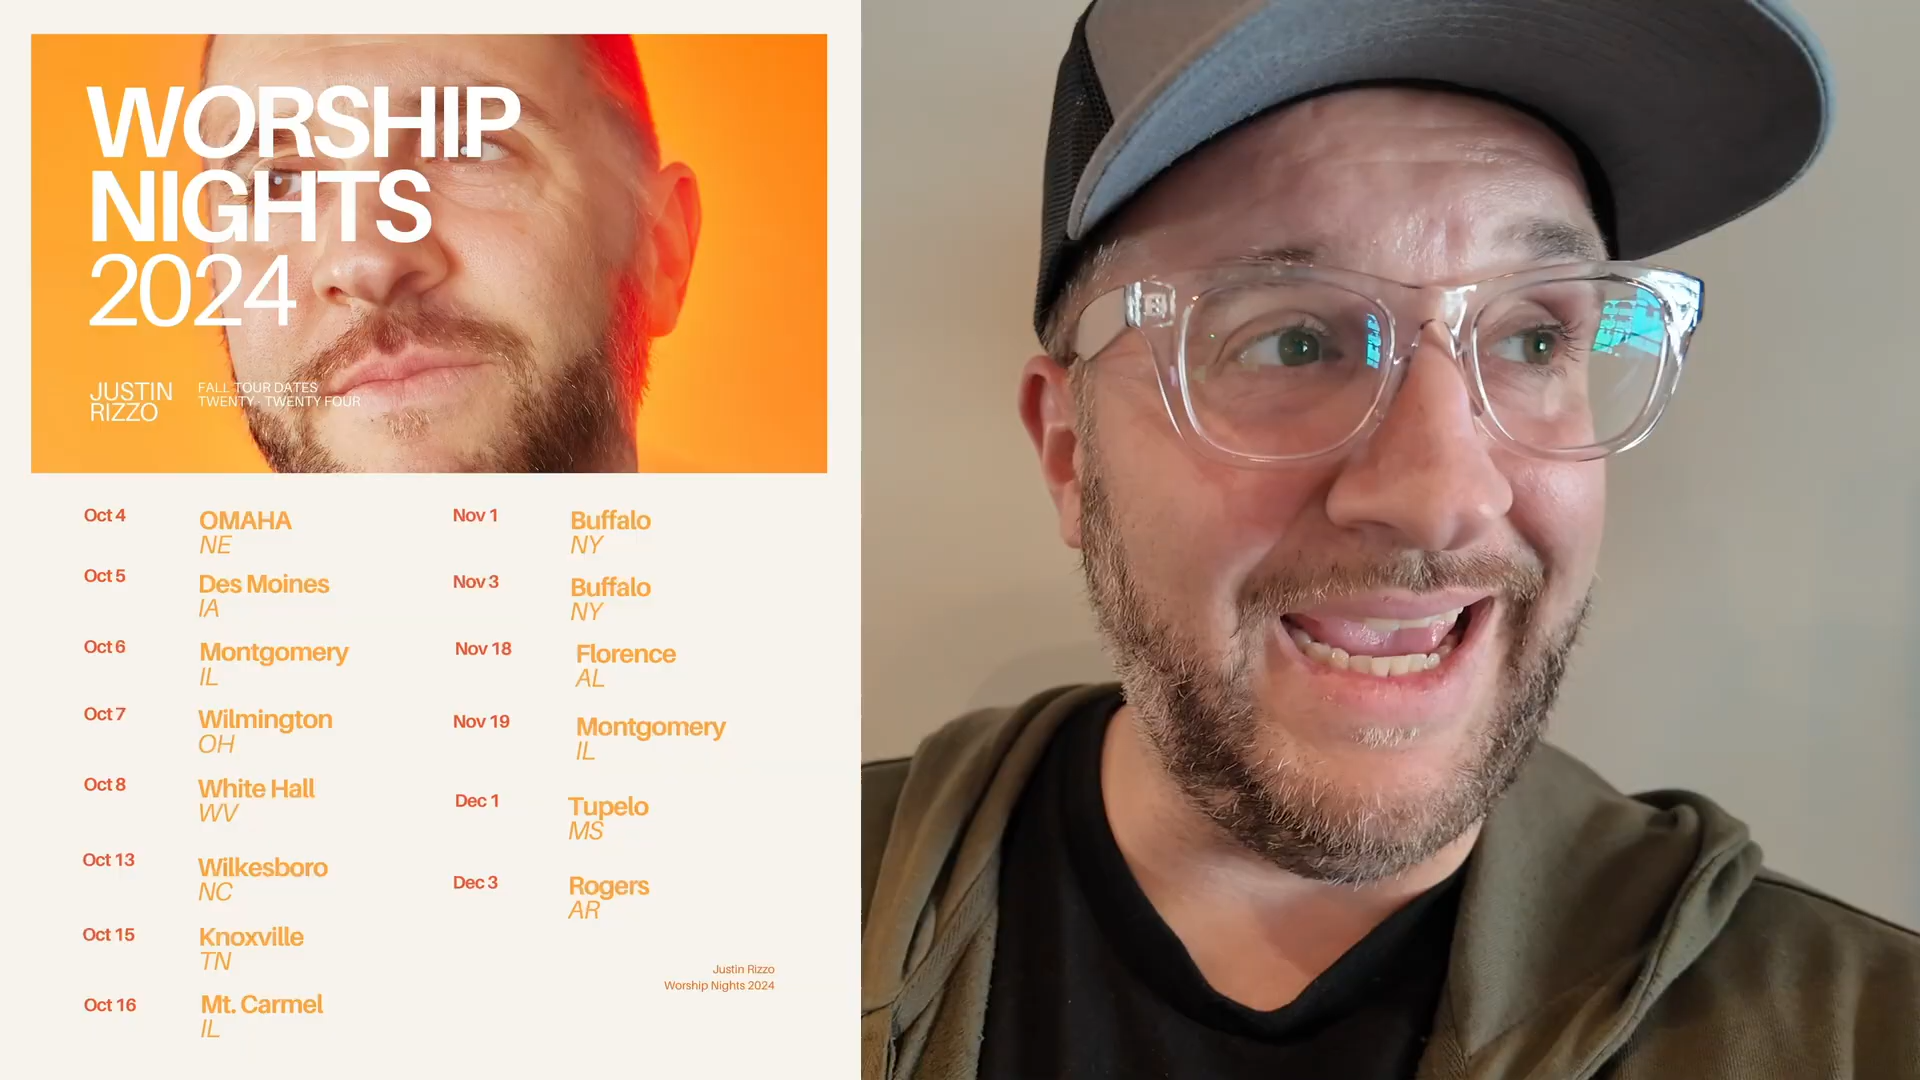 WORSHIP
NIGHTS
2024
JUSTIN
RIZZO
FALL TOUR DATES
TWENTY - TWENTY FOUR
Oct 4
OMAHA
NE
Oct 5
Des Moines
IA
Oct 6
Montgomery
IL
Oct 7
Wilmington
OH
Oct 8
White Hall
WV
Oct 13
Wilkesboro
NC
Oct 15
Knoxville
TN
Oct 16
Mt. Carmel
IL
Nov 1
Buffalo
NY
Nov 3
Buffalo
NY
Nov 18
Florence
AL
Nov 19
Montgomery
IL
Dec 1
Tupelo
MS
Dec 3
Rogers
AR
Justin Rizzo
Worship Nights 2024